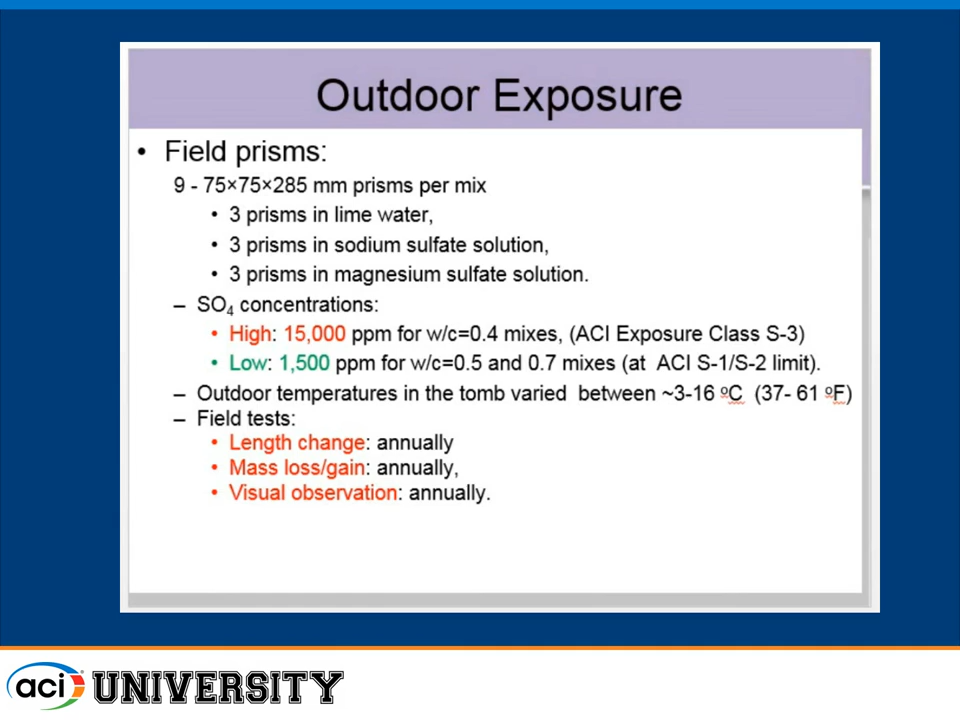 Outdoor Exposure
• Field prisms:
9 - 75×75×285 mm prisms per mix
• 3 prisms in lime water,
• 3 prisms in sodium sulfate solution,
• 3 prisms in magnesium sulfate solution.
– SO₄ concentrations:
• High: 15,000 ppm for w/c=0.4 mixes, (ACI Exposure Class S-3)
• Low: 1,500 ppm for w/c=0.5 and 0.7 mixes (at ACI S-1/S-2 limit).
– Outdoor temperatures in the tomb varied between ~3-16 ºC (37- 61 ºF)
– Field tests:
• Length change: annually
• Mass loss/gain: annually,
• Visual observation: annually.
aci UNIVERSITY